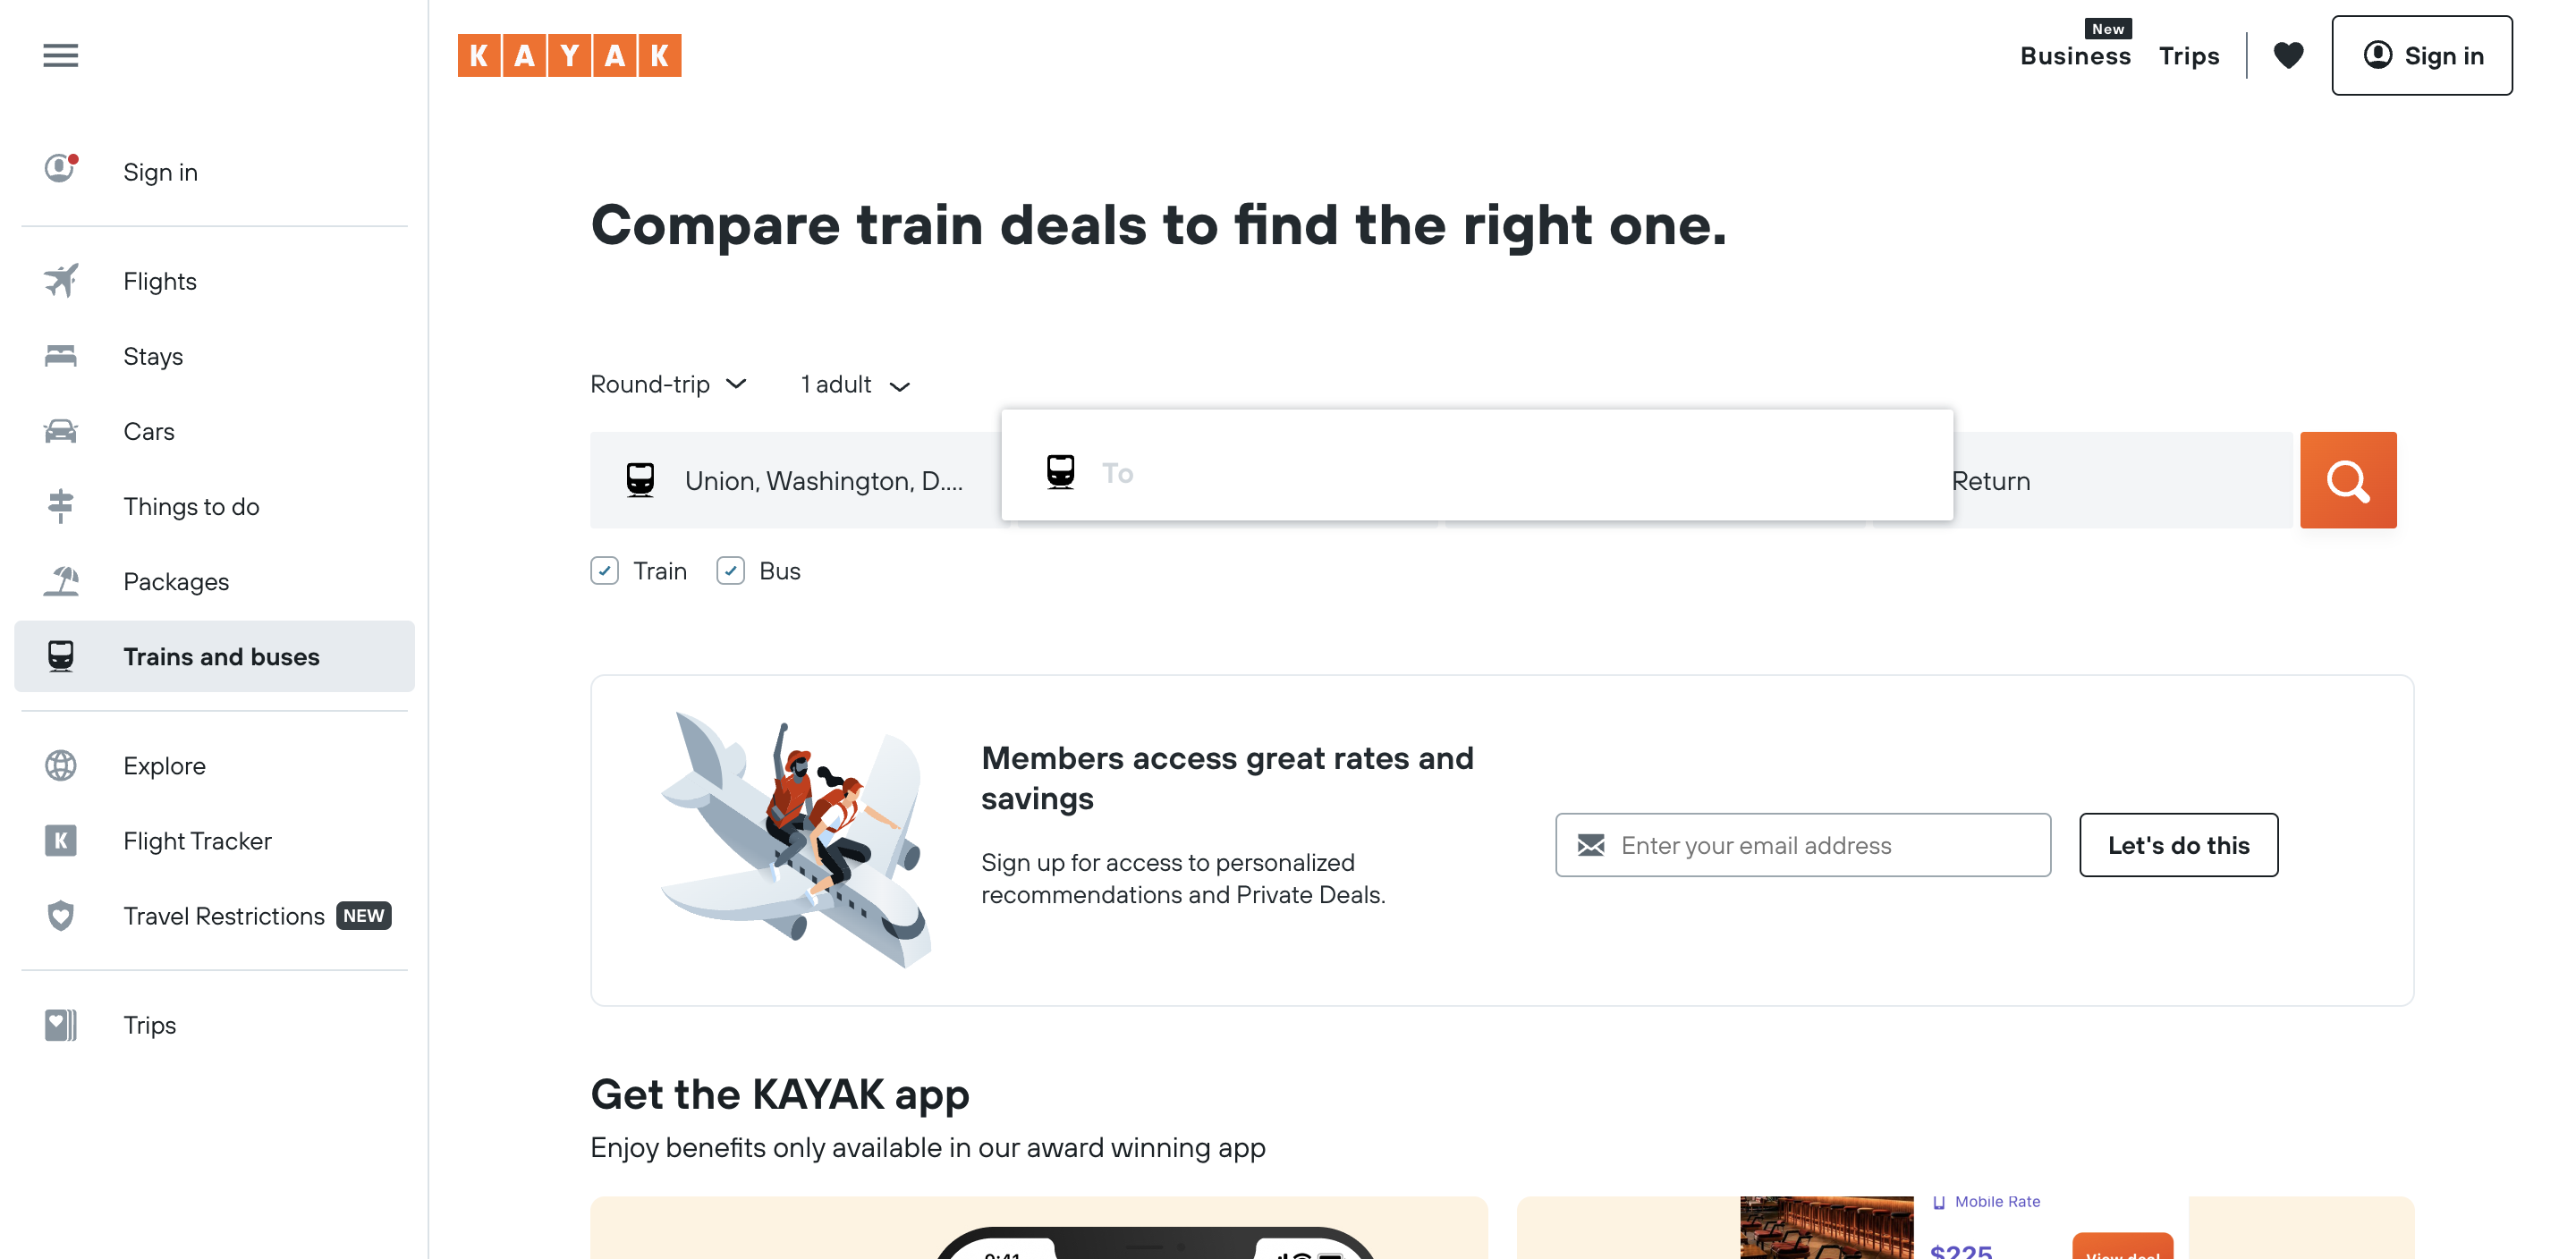 KAYAK
New
Business
Trips
Sign in
Sign in
Flights
Stays
Cars
Things to do
Packages
Trains and buses
Explore
Flight Tracker
Travel Restrictions NEW
Trips
Compare train deals to find the right one.
Round-trip
1 adult
Union, Washington, D....
To
Return
Train
Bus
Members access great rates and
savings
Sign up for access to personalized
recommendations and Private Deals.
Enter your email address
Let's do this
Get the KAYAK app
Enjoy benefits only available in our award winning app
9:41
Mobile Rate
$225
View deal